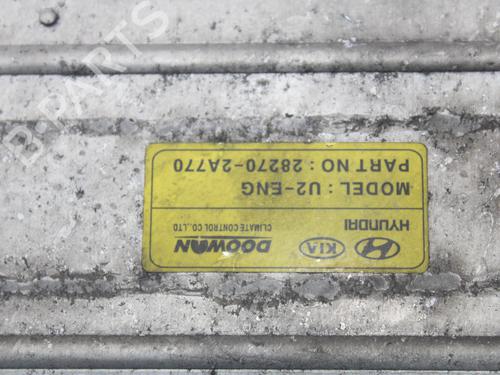 HYUNDAI KIA DOOWON
CLIMATE CONTROL CO.,LTD
MODEL : U2-ENG
PART NO : 28270-2A770
B-PARTS